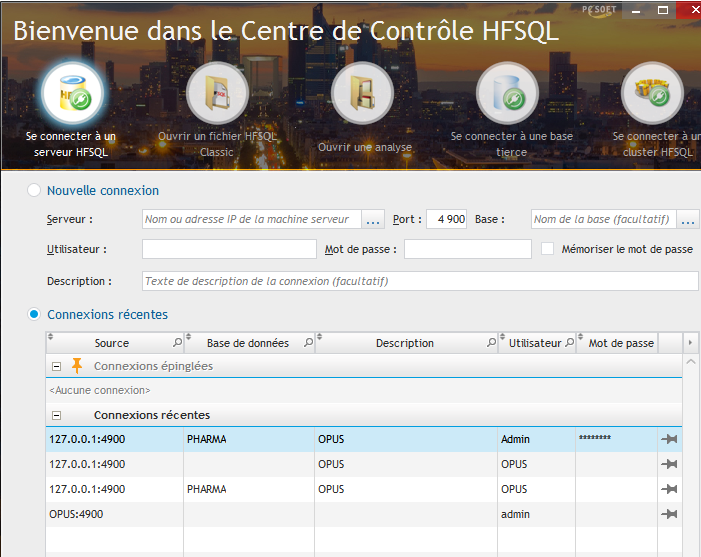 PC SOFT
Bienvenue dans le Centre de Contrôle HFSQL
HF
Se connecter à un
serveur HFSQL
Ouvrir un fichier HFSQL
Classic
Ouvrir une analyse
Se connecter à une base
tierce
Se connecter à un
cluster HFSQL
Nouvelle connexion
Serveur : Nom ou adresse IP de la machine serveur ... Port : 4 900 Base : Nom de la base (facultatif) ...
Utilisateur : Mot de passe : Mémoriser le mot de passe
Description : Texte de description de la connexion (facultatif)
Connexions récentes
Source Base de données Description Utilisateur Mot de passe
Connexions épinglées
<Aucune connexion>
Connexions récentes
127.0.0.1:4900 PHARMA OPUS Admin ********
127.0.0.1:4900 OPUS OPUS
127.0.0.1:4900 PHARMA OPUS OPUS
OPUS:4900 admin